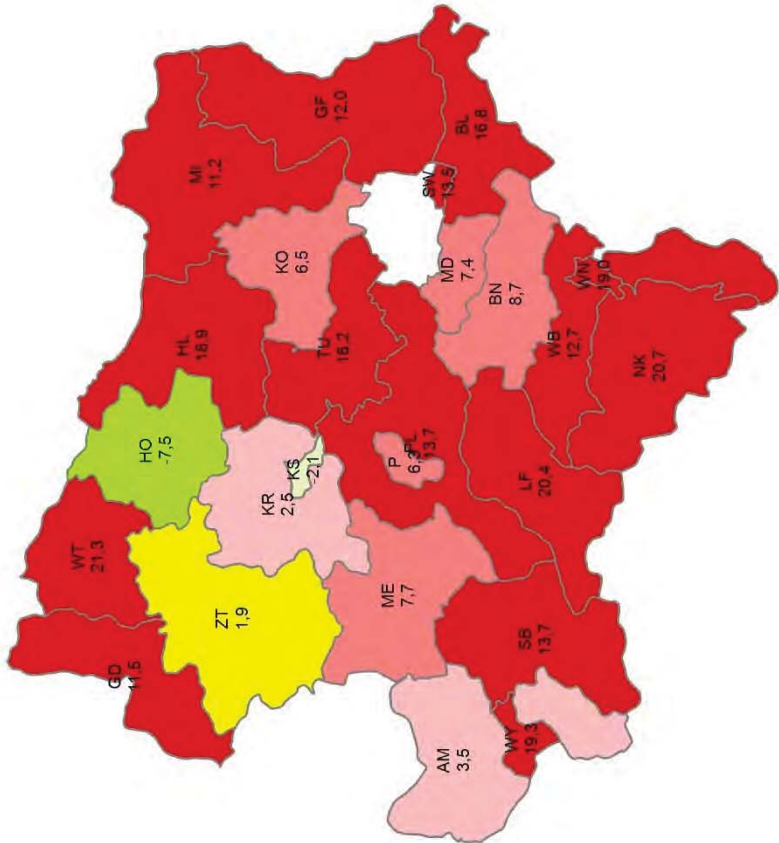 GF
12,0
MI
11,2
BL
16,8
SW
13,5
KO
6,5
MD
7,4
BN
8,7
WN
19,0
HL
TU
16,2
WB
12,7
NK
20,7
HO
-7,5
KS
-2,1
P
6,3
PL
13,7
KR
2,5
LF
20,4
WT
21,3
ZT
1,9
ME
7,7
SB
13,7
GD
11,5
AM
3,5
WY
19,3